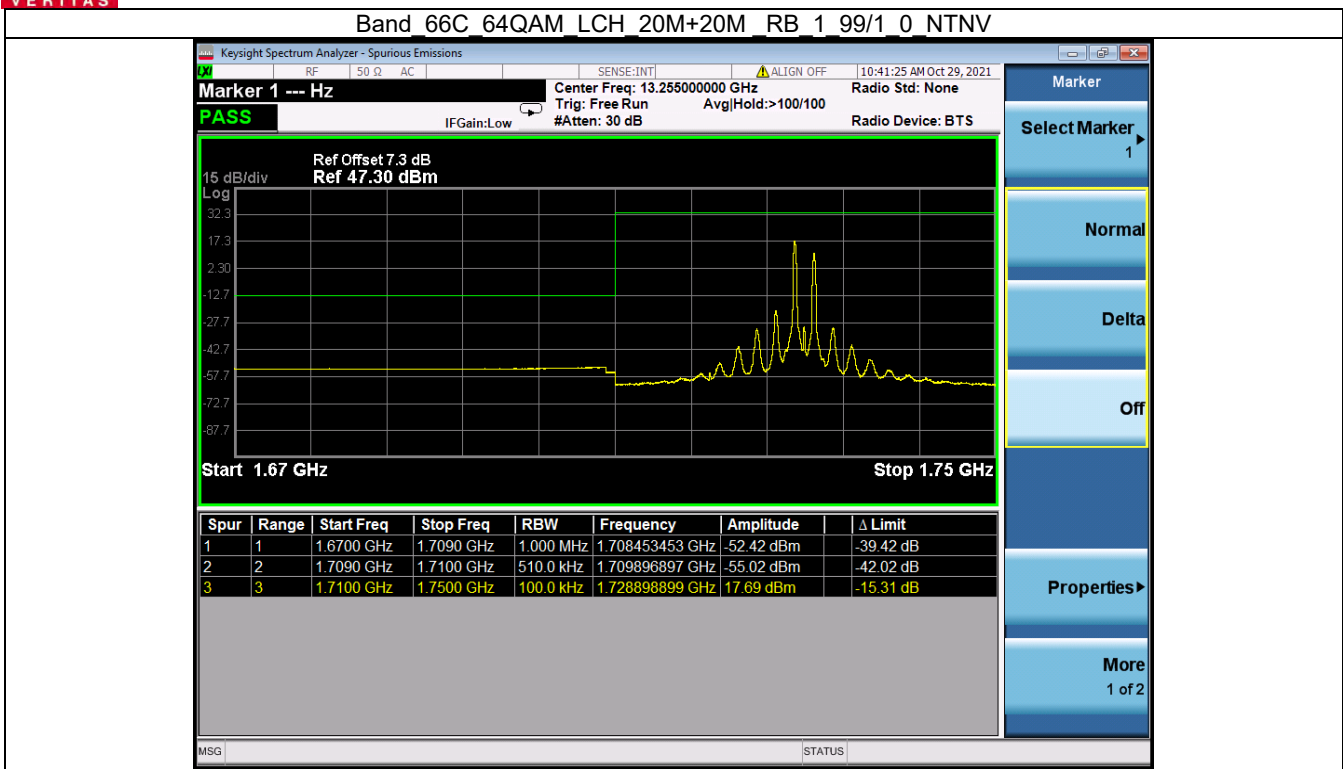 VERITAS
Band_66C_64QAM_LCH_20M+20M _RB_1_99/1_0_NTNV
Keysight Spectrum Analyzer - Spurious Emissions
LXI RF 50 Ω AC SENSE:INT ALIGN OFF 10:41:25 AM Oct 29, 2021
Marker 1 --- Hz
Center Freq: 13.255000000 GHz
Radio Std: None
Trig: Free Run Avg|Hold:>100/100
PASS
IFGain:Low
#Atten: 30 dB
Radio Device: BTS
Ref Offset 7.3 dB
15 dB/div Ref 47.30 dBm
Log
32.3
17.3
2.30
-12.7
-27.7
-42.7
-57.7
-72.7
-87.7
Start 1.67 GHz Stop 1.75 GHz
Spur Range Start Freq Stop Freq RBW Frequency Amplitude Δ Limit
1 1 1.6700 GHz 1.7090 GHz 1.000 MHz 1.708453453 GHz -52.42 dBm -39.42 dB
2 2 1.7090 GHz 1.7100 GHz 510.0 kHz 1.709896897 GHz -55.02 dBm -42.02 dB
3 3 1.7100 GHz 1.7500 GHz 100.0 kHz 1.728898899 GHz 17.69 dBm -15.31 dB
MSG STATUS
Marker
Select Marker
1
Normal
Delta
Off
Properties
More
1 of 2